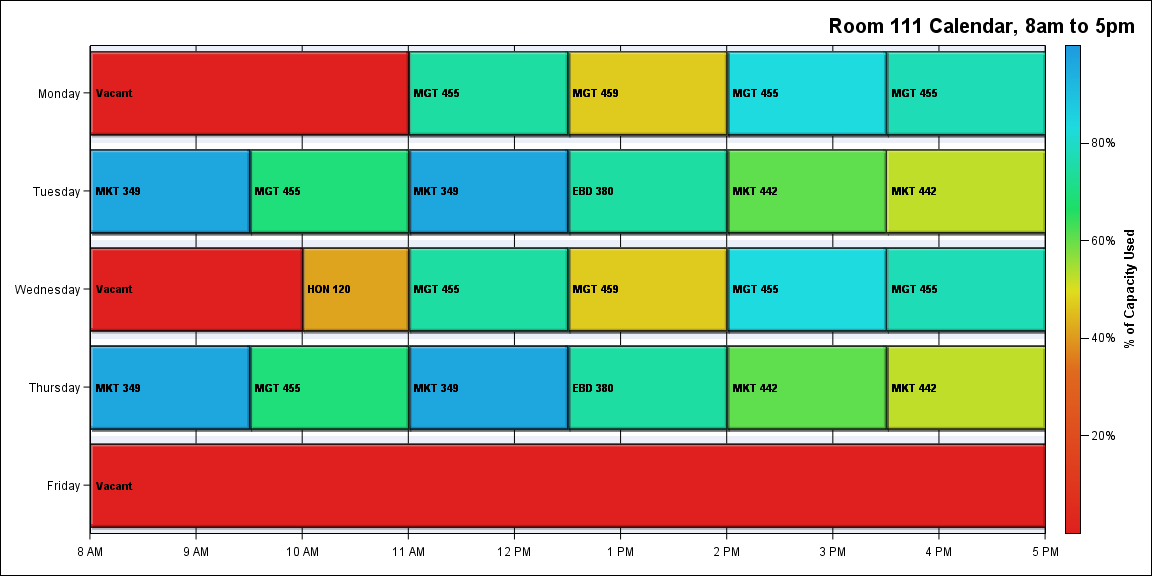 Room 111 Calendar, 8am to 5pm
Monday
Vacant
MGT 455
MGT 459
MGT 455
MGT 455
80%
Tuesday
MKT 349
MGT 455
MKT 349
EBD 380
MKT 442
MKT 442
60%
% of Capacity Used
Wednesday
Vacant
HON 120
MGT 455
MGT 459
MGT 455
MGT 455
40%
Thursday
MKT 349
MGT 455
MKT 349
EBD 380
MKT 442
MKT 442
20%
Friday
Vacant
8 AM
9 AM
10 AM
11 AM
12 PM
1 PM
2 PM
3 PM
4 PM
5 PM